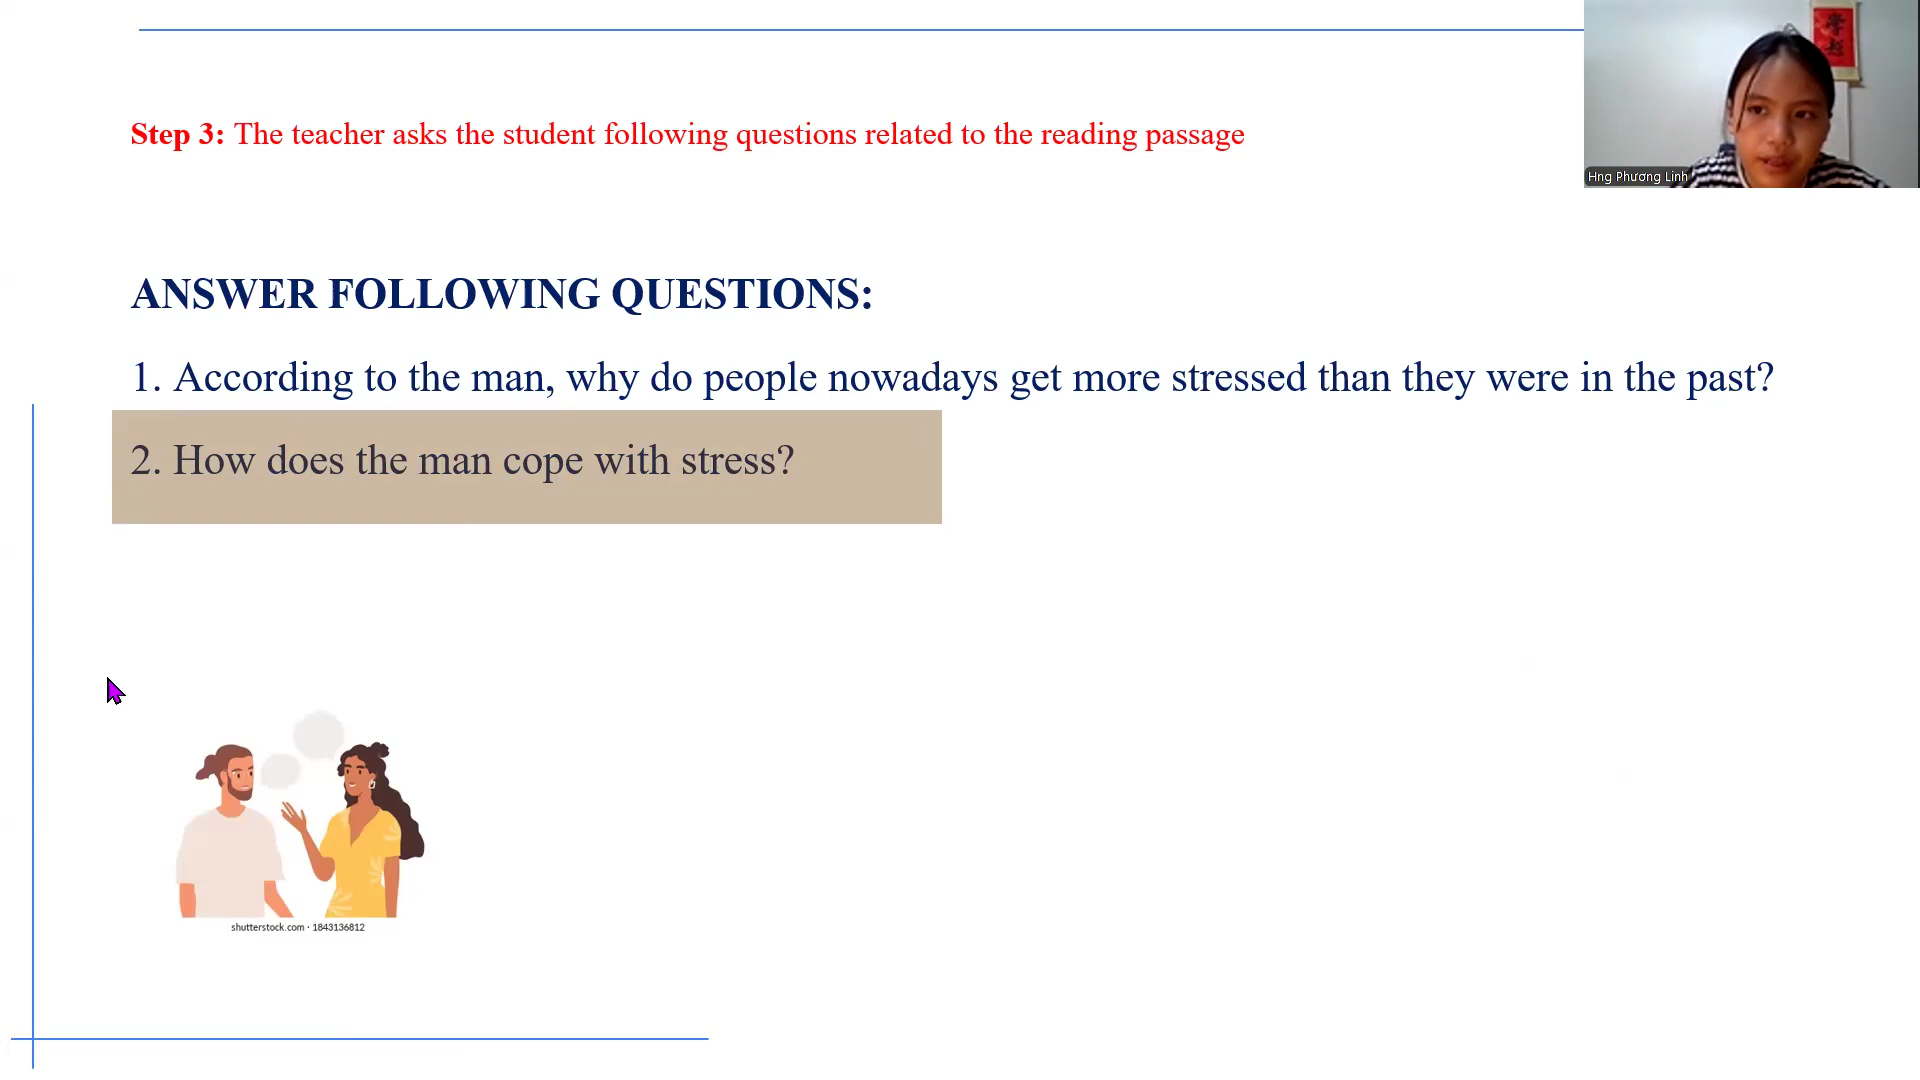 Step 3: The teacher asks the student following questions related to the reading passage
Hng Phương Linh
ANSWER FOLLOWING QUESTIONS:
1. According to the man, why do people nowadays get more stressed than they were in the past?
2. How does the man cope with stress?
shutterstock.com · 1843136812